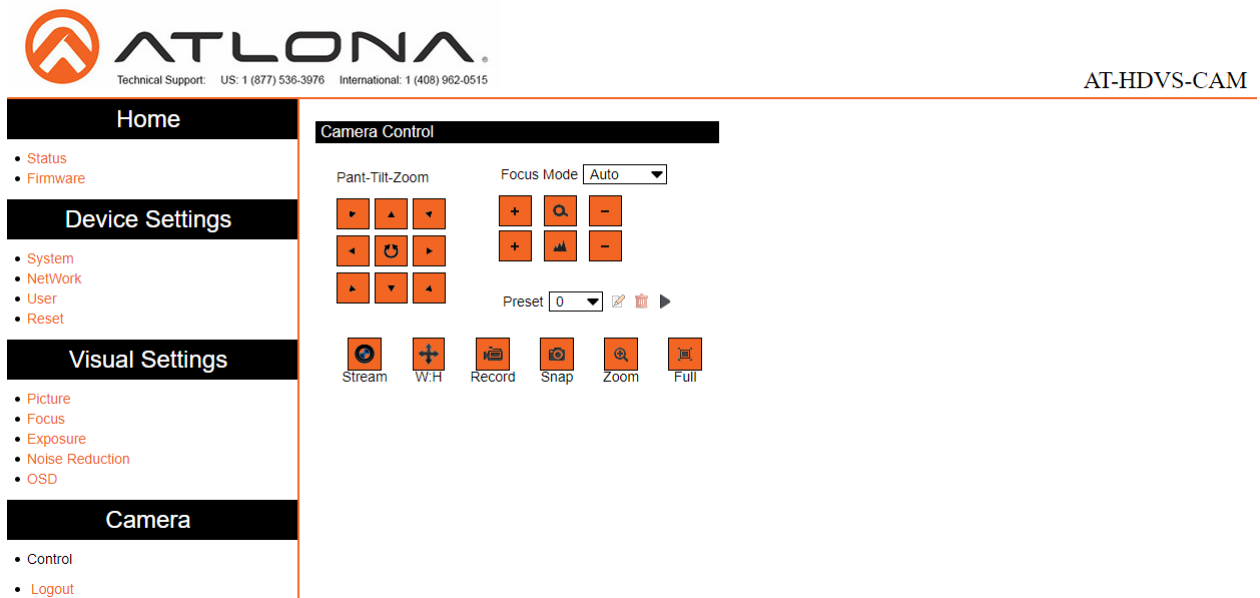 ATLONA
Technical Support: US: 1 (877) 536-3976 International: 1 (408) 962-0515
AT-HDVS-CAM
Home
Status
Firmware
Device Settings
System
NetWork
User
Reset
Visual Settings
Picture
Focus
Exposure
Noise Reduction
OSD
Camera
Control
Logout
Camera Control
Pant-Tilt-Zoom
Focus Mode Auto
Preset 0
Stream W:H Record Snap Zoom Full